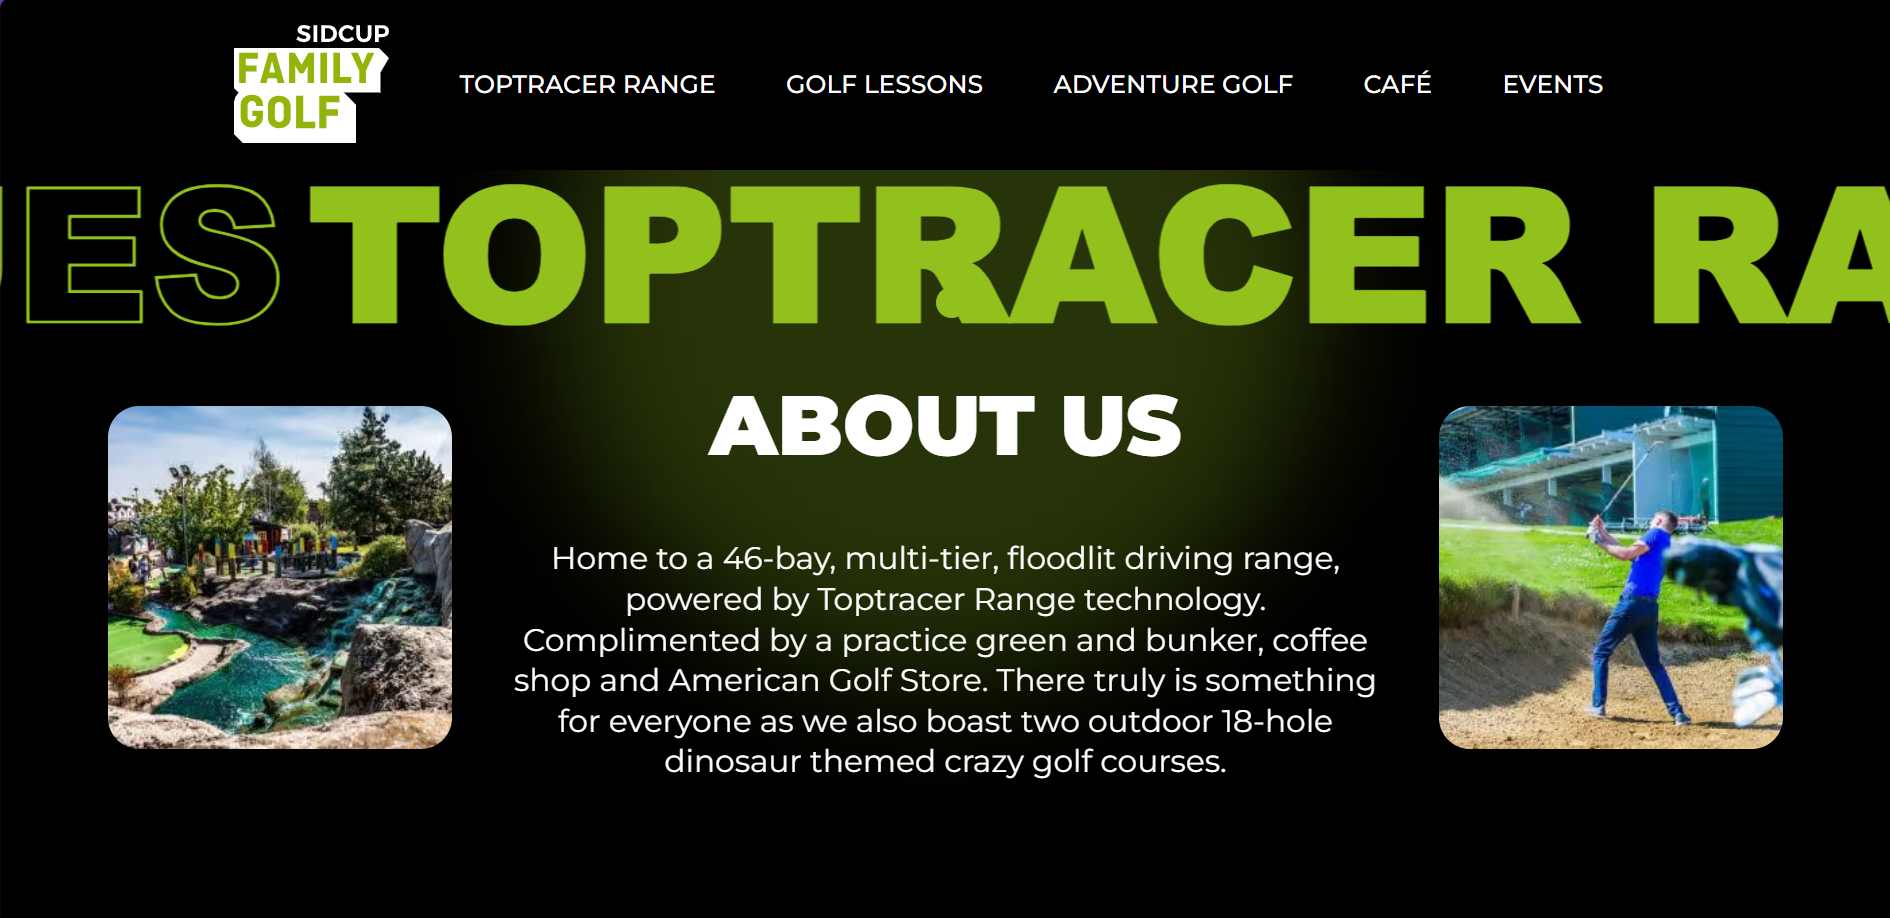 SIDCUP
FAMILY
GOLF
TOPTRACER RANGE GOLF LESSONS ADVENTURE GOLF CAFÉ EVENTS
ES TOPTRACER RA
ABOUT US
Home to a 46-bay, multi-tier, floodlit driving range,
powered by Toptracer Range technology.
Complimented by a practice green and bunker, coffee
shop and American Golf Store. There truly is something
for everyone as we also boast two outdoor 18-hole
dinosaur themed crazy golf courses.